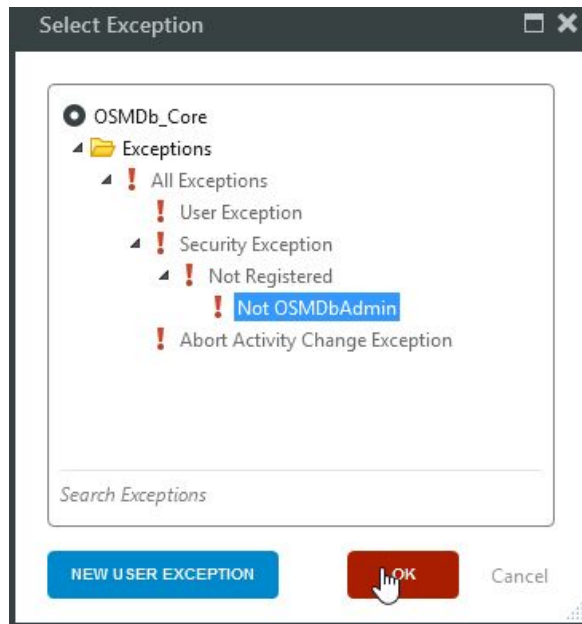 Select Exception
OSMDb_Core
Exceptions
All Exceptions
User Exception
Security Exception
Not Registered
Not OSMDbAdmin
Abort Activity Change Exception
Search Exceptions
NEW USER EXCEPTION
OK
Cancel